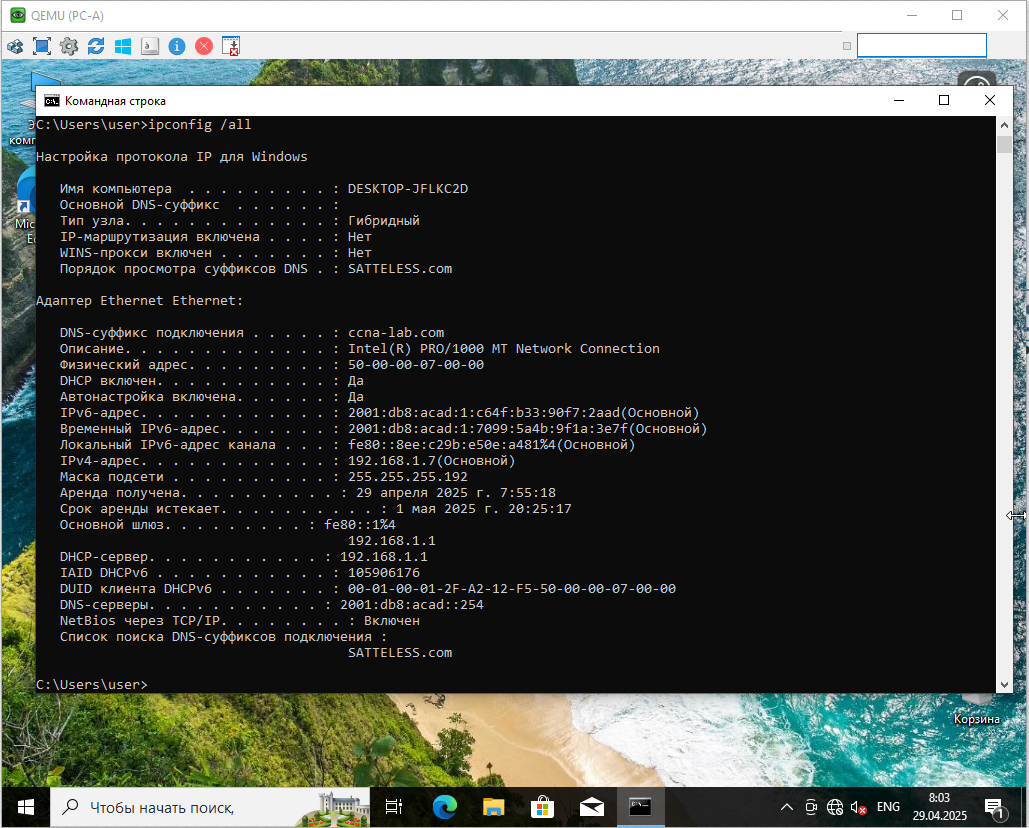 QEMU (PC-A)
Командная строка
C:\Users\user>ipconfig /all
Настройка протокола IP для Windows
Имя компьютера . . . . . . . . . : DESKTOP-JFLKC2D
Основной DNS-суффикс . . . . . . :
Тип узла. . . . . . . . . . . . . : Гибридный
IP-маршрутизация включена . . . . : Нет
WINS-прокси включен . . . . . . . : Нет
Порядок просмотра суффиксов DNS . : SATTELESS.com
Адаптер Ethernet Ethernet:
DNS-суффикс подключения . . . . . : ccna-lab.com
Описание. . . . . . . . . . . . . : Intel(R) PRO/1000 MT Network Connection
Физический адрес. . . . . . . . . : 50-00-00-07-00-00
DHCP включен. . . . . . . . . . . : Да
Автонастройка включена. . . . . . : Да
IPv6-адрес. . . . . . . . . . . . : 2001:db8:acad:1:c64f:b33:90f7:2aad(Основной)
Временный IPv6-адрес. . . . . . . : 2001:db8:acad:1:7099:5a4b:9f1a:3e7f(Основной)
Локальный IPv6-адрес канала . . . : fe80::8ee:c29b:e50e:a481%4(Основной)
IPv4-адрес. . . . . . . . . . . . : 192.168.1.7(Основной)
Маска подсети . . . . . . . . . . : 255.255.255.192
Аренда получена. . . . . . . . . . : 29 апреля 2025 г. 7:55:18
Срок аренды истекает. . . . . . . . . . : 1 мая 2025 г. 20:25:17
Основной шлюз. . . . . . . . . : fe80::1%4
192.168.1.1
DHCP-сервер. . . . . . . . . . . : 192.168.1.1
IAID DHCPv6 . . . . . . . . . . . : 105906176
DUID клиента DHCPv6 . . . . . . . : 00-01-00-01-2F-A2-12-F5-50-00-00-07-00-00
DNS-серверы. . . . . . . . . . . : 2001:db8:acad::254
NetBios через TCP/IP. . . . . . . . : Включен
Список поиска DNS-суффиксов подключения :
SATTELESS.com
C:\Users\user>
Корзина
Чтобы начать поиск,
ENG
8:03
29.04.2025
1